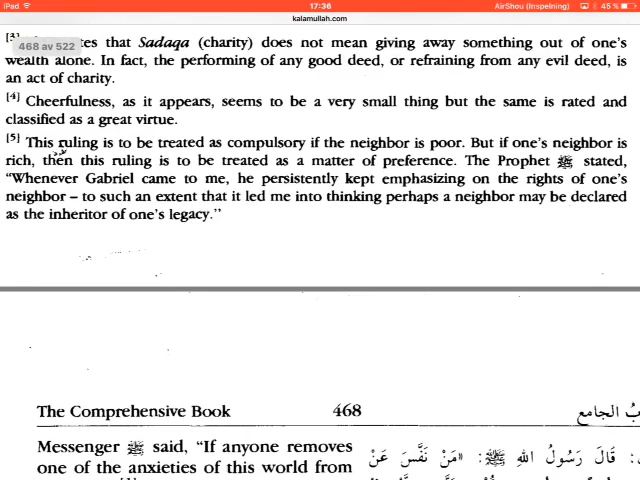 iPad 17:36 AirShou (Inspelning) 45 %
kalamullah.com
468 av 522
[3] tes that Sadaqa (charity) does not mean giving away something out of one's
wealth alone. In fact, the performing of any good deed, or refraining from any evil deed, is
an act of charity.
[4] Cheerfulness, as it appears, seems to be a very small thing but the same is rated and
classified as a great virtue.
[5] This ruling is to be treated as compulsory if the neighbor is poor. But if one's neighbor is
rich, then this ruling is to be treated as a matter of preference. The Prophet ﷺ stated,
“Whenever Gabriel came to me, he persistently kept emphasizing on the rights of one's
neighbor – to such an extent that it led me into thinking perhaps a neighbor may be declared
as the inheritor of one's legacy.”
The Comprehensive Book 468 بُ الجامع
Messenger ﷺ said, “If anyone removes
one of the anxieties of this world from
قَالَ رَسُولُ اللهِ ﷺ: «مَنْ نَفَّسَ عَنْ